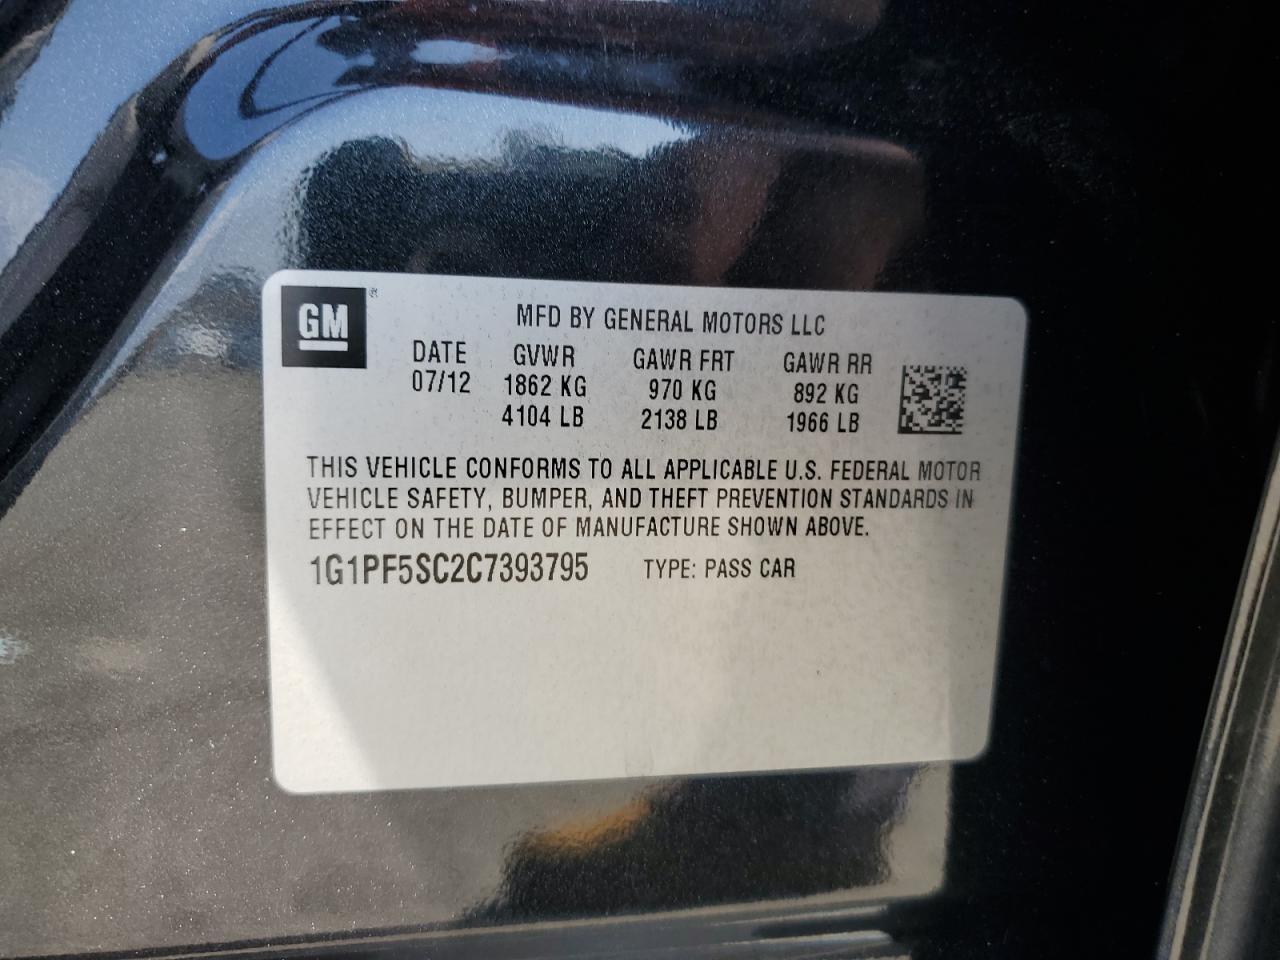 GM ®
MFD BY GENERAL MOTORS LLC
DATE GVWR GAWR FRT GAWR RR
07/12 1862 KG 970 KG 892 KG
4104 LB 2138 LB 1966 LB
THIS VEHICLE CONFORMS TO ALL APPLICABLE U.S. FEDERAL MOTOR
VEHICLE SAFETY, BUMPER, AND THEFT PREVENTION STANDARDS IN
EFFECT ON THE DATE OF MANUFACTURE SHOWN ABOVE.
1G1PF5SC2C7393795 TYPE: PASS CAR